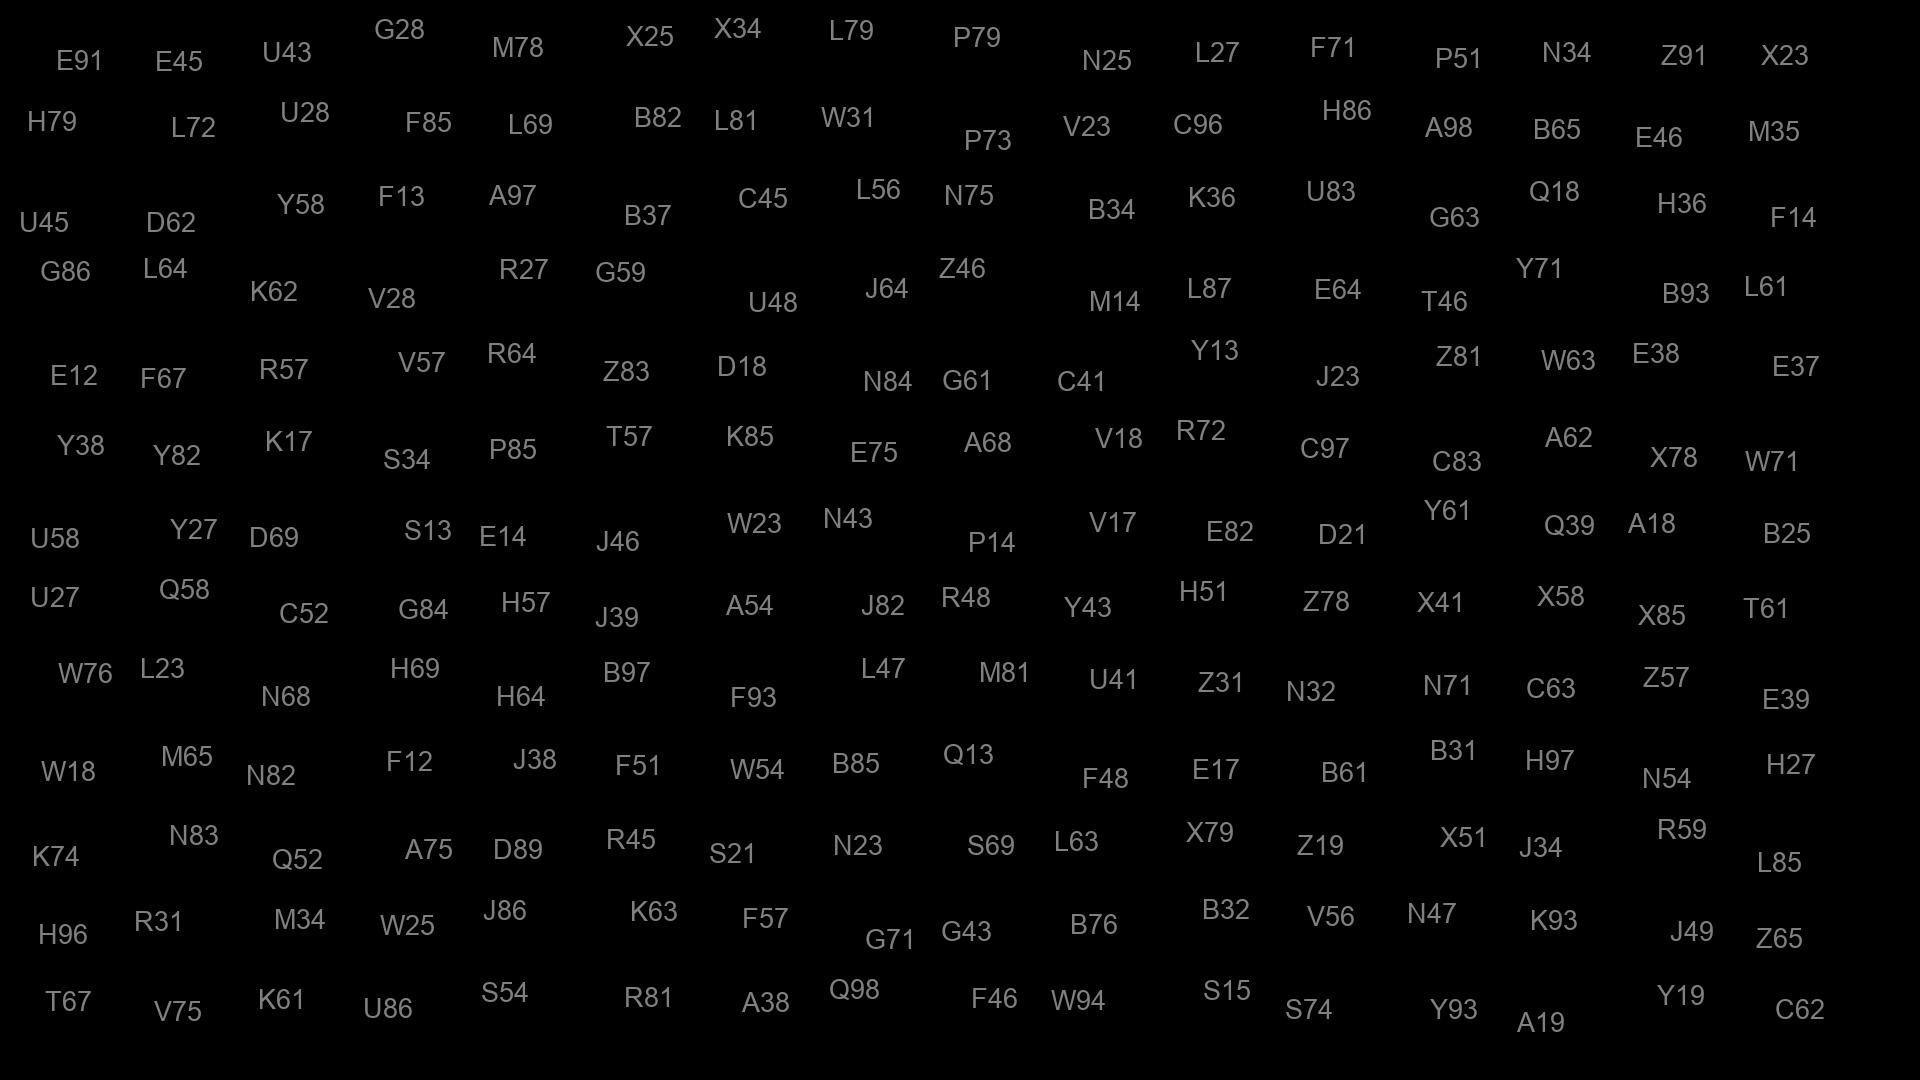 E91 E45 U43 G28 M78 X25 X34 L79 P79 N25 L27 F71 P51 N34 Z91 X23
H79 L72 U28 F85 L69 B82 L81 W31 P73 V23 C96 H86 A98 B65 E46 M35
U45 D62 Y58 F13 A97 B37 C45 L56 N75 B34 K36 U83 G63 Q18 H36 F14
G86 L64 K62 V28 R27 G59 U48 J64 Z46 M14 L87 E64 T46 Y71 B93 L61
E12 F67 R57 V57 R64 Z83 D18 N84 G61 C41 Y13 J23 Z81 W63 E38 E37
Y38 Y82 K17 S34 P85 T57 K85 E75 A68 V18 R72 C97 C83 A62 X78 W71
U58 Y27 D69 S13 E14 J46 W23 N43 P14 V17 E82 D21 Y61 Q39 A18 B25
U27 Q58 C52 G84 H57 J39 A54 J82 R48 Y43 H51 Z78 X41 X58 X85 T61
W76 L23 N68 H69 H64 B97 F93 L47 M81 U41 Z31 N32 N71 C63 Z57 E39
W18 M65 N82 F12 J38 F51 W54 B85 Q13 F48 E17 B61 B31 H97 N54 H27
K74 N83 Q52 A75 D89 R45 S21 N23 S69 L63 X79 Z19 X51 J34 R59 L85
H96 R31 M34 W25 J86 K63 F57 G71 G43 B76 B32 V56 N47 K93 J49 Z65
T67 V75 K61 U86 S54 R81 A38 Q98 F46 W94 S15 S74 Y93 A19 Y19 C62